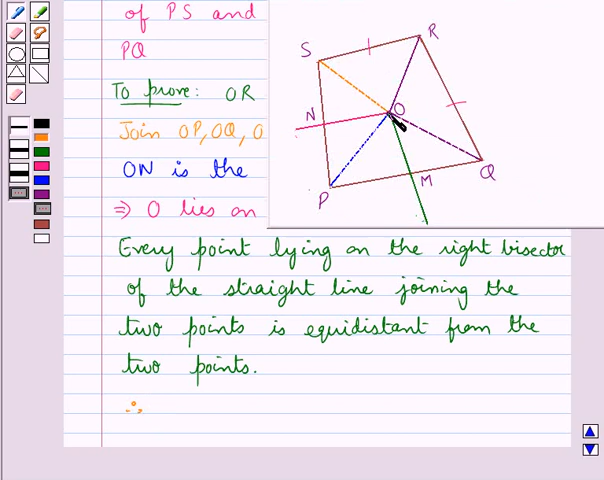 of PS and
PQ
To prove: OR
Join OP, OQ, O
ON is the
⇒ O lies on
Every point lying on the right bisector
of the straight line joining the
two points is equidistant from the
two points.
∴
S
R
O
N
P
M
Q